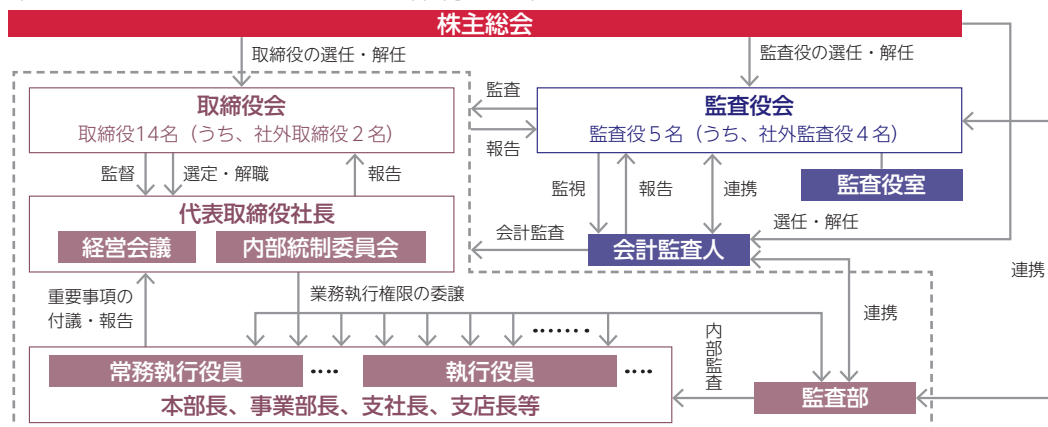 株主総会
取締役の選任・解任
監査役の選任・解任
取締役会
取締役14名（うち、社外取締役２名）
監査
報告
監査役会
監査役５名（うち、社外監査役４名）
監査役室
監督
選定・解職
報告
監視
報告
連携
選任・解任
代表取締役社長
経営会議
内部統制委員会
会計監査
会計監査人
連携
連携
重要事項の
付議・報告
業務執行権限の委譲
内部監査
常務執行役員
執行役員
本部長、事業部長、支社長、支店長等
監査部